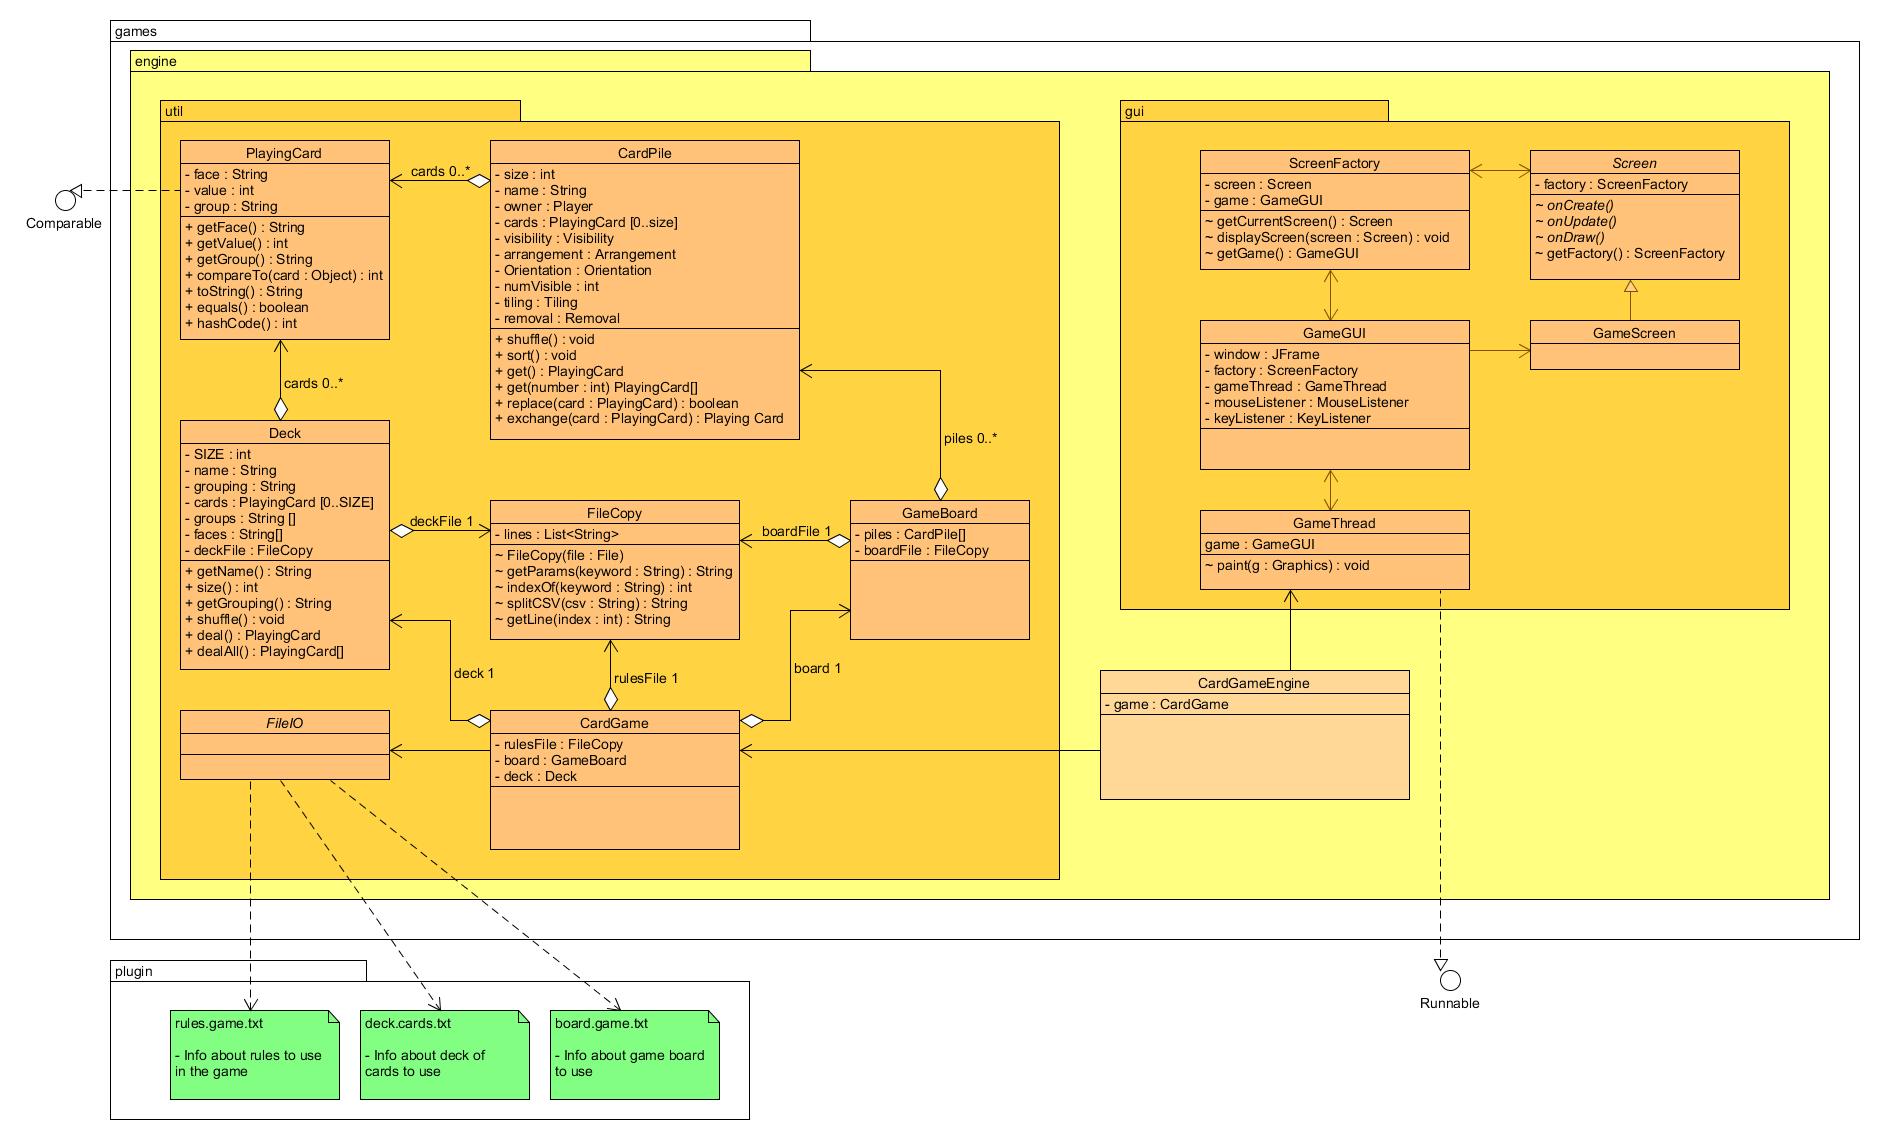 games
engine
util
PlayingCard
- face : String
- value : int
- group : String
+ getFace() : String
+ getValue() : int
+ getGroup() : String
+ compareTo(card : Object) : int
+ toString() : String
+ equals() : boolean
+ hashCode() : int
Comparable
cards 0..*
CardPile
- size : int
- name : String
- owner : Player
- cards : PlayingCard [0..size]
- visibility : Visibility
- arrangement : Arrangement
- Orientation : Orientation
- numVisible : int
- tiling : Tiling
- removal : Removal
+ shuffle() : void
+ sort() : void
+ get() : PlayingCard
+ get(number : int) PlayingCard[]
+ replace(card : PlayingCard) : boolean
+ exchange(card : PlayingCard) : Playing Card
cards 0..*
piles 0..*
Deck
- SIZE : int
- name : String
- grouping : String
- cards : PlayingCard [0..SIZE]
- groups : String []
- faces : String[]
- deckFile : FileCopy
+ getName() : String
+ size() : int
+ getGrouping() : String
+ shuffle() : void
+ deal() : PlayingCard
+ dealAll() : PlayingCard[]
deckFile 1
FileCopy
- lines : List<String>
~ FileCopy(file : File)
~ getParams(keyword : String) : String
~ indexOf(keyword : String) : int
~ splitCSV(csv : String) : String
~ getLine(index : int) : String
boardFile 1
GameBoard
- piles : CardPile[]
- boardFile : FileCopy
deck 1
rulesFile 1
board 1
FileIO
CardGame
- rulesFile : FileCopy
- board : GameBoard
- deck : Deck
gui
ScreenFactory
- screen : Screen
- game : GameGUI
~ getCurrentScreen() : Screen
~ displayScreen(screen : Screen) : void
~ getGame() : GameGUI
Screen
- factory : ScreenFactory
~ onCreate()
~ onUpdate()
~ onDraw()
~ getFactory() : ScreenFactory
GameGUI
- window : JFrame
- factory : ScreenFactory
- gameThread : GameThread
- mouseListener : MouseListener
- keyListener : KeyListener
GameScreen
GameThread
game : GameGUI
~ paint(g : Graphics) : void
CardGameEngine
- game : CardGame
Runnable
plugin
rules.game.txt
- Info about rules to use
in the game
deck.cards.txt
- Info about deck of
cards to use
board.game.txt
- Info about game board
to use